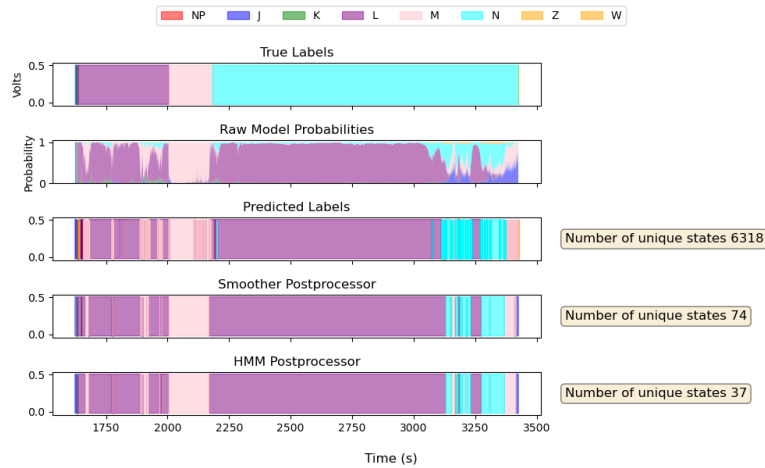 NP J K L M N Z W
True Labels
0.5
0.0
Volts
Raw Model Probabilities
1
0
Probability
Predicted Labels
0.5
0.0
Number of unique states 6318
Smoother Postprocessor
0.5
0.0
Number of unique states 74
HMM Postprocessor
0.5
0.0
Number of unique states 37
1750 2000 2250 2500 2750 3000 3250 3500
Time (s)